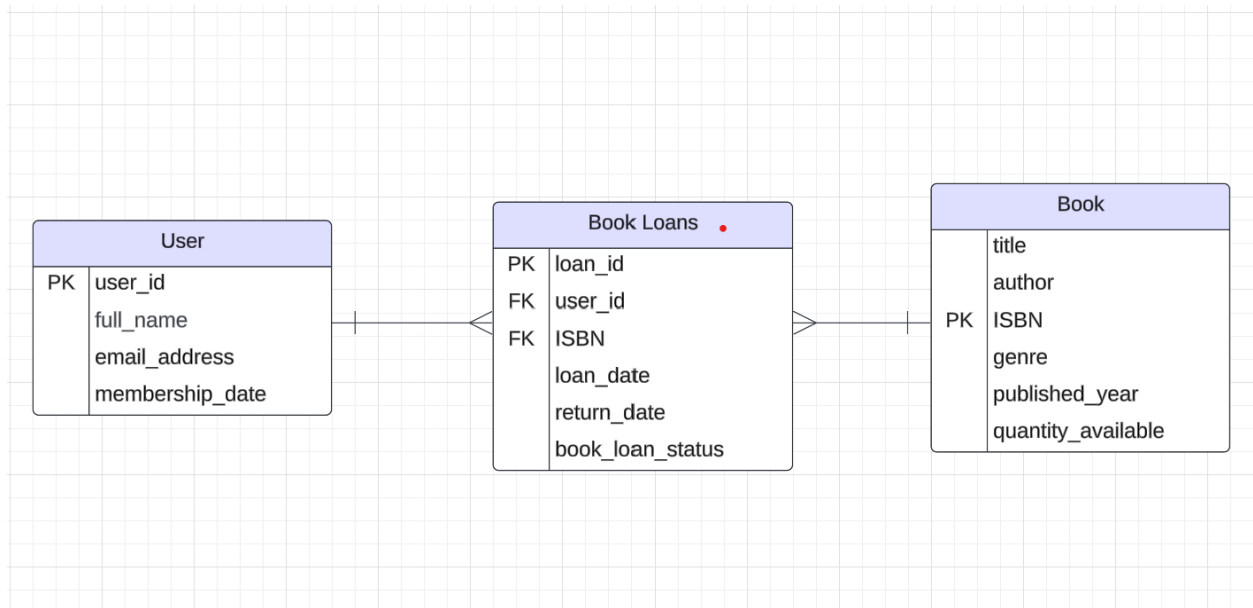 User
PK user_id
full_name
email_address
membership_date
Book Loans
PK loan_id
FK user_id
FK ISBN
loan_date
return_date
book_loan_status
Book
title
author
PK ISBN
genre
published_year
quantity_available